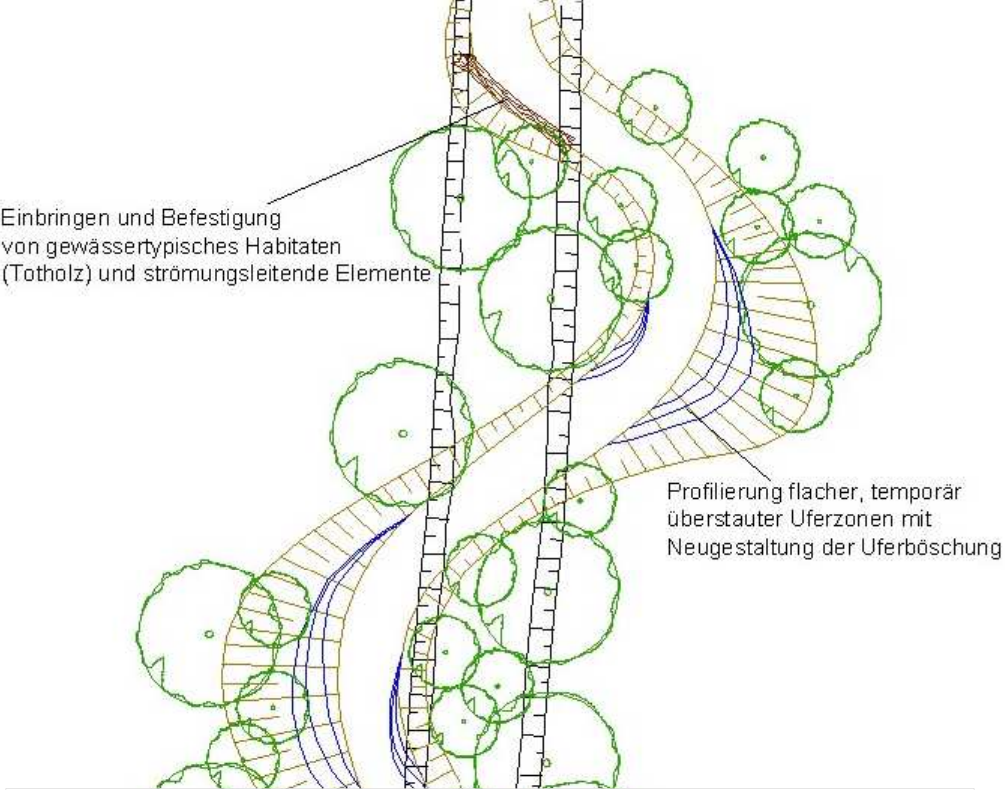 Einbringen und Befestigung
von gewässertypisches Habitaten
(Totholz) und strömungsleitende Elemente
Profilierung flacher, temporär
überstauter Uferzonen mit
Neugestaltung der Uferböschung